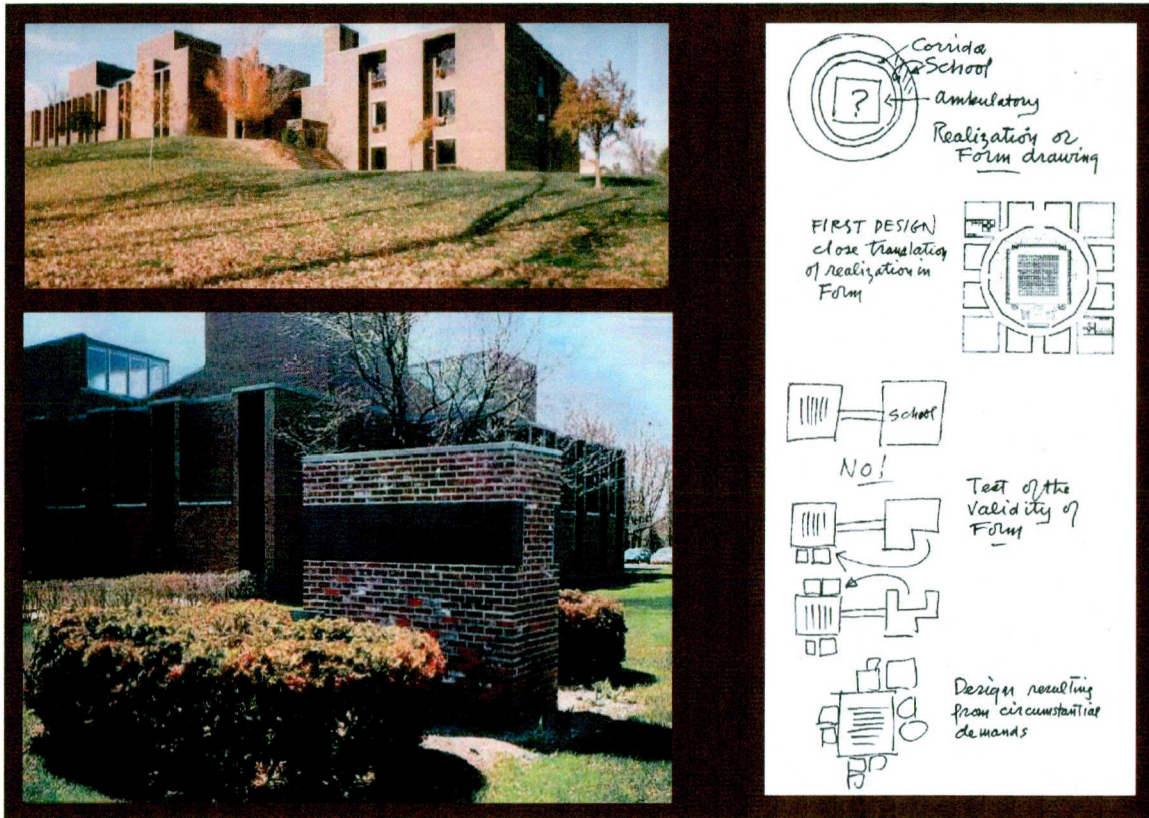 Corridor
School
?
ambulatory
Realization or
Form drawing
FIRST DESIGN
close translation
of realization in
Form
School
NO!
Test of the
validity of
Form
Design resulting
from circumstantial
demands